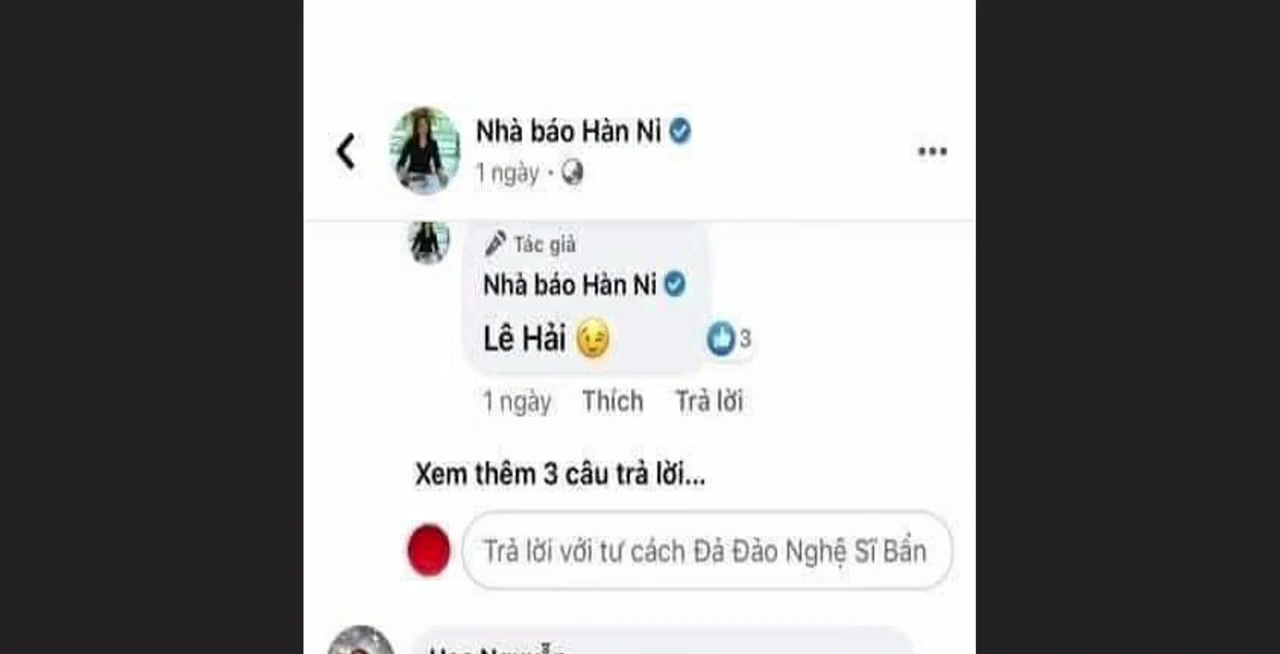 Nhà báo Hàn Ni
1 ngày ·
Tác giả
Nhà báo Hàn Ni
Lê Hải 😉
3
1 ngày Thích Trả lời
Xem thêm 3 câu trả lời...
Trả lời với tư cách Đả Đảo Nghệ Sĩ Bẩn
Nguyễn